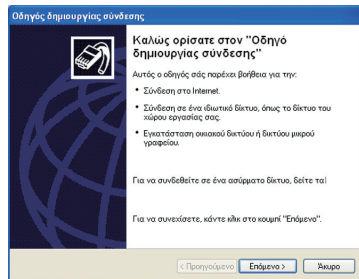 Οδηγός δημιουργίας σύνδεσης
Καλώς ορίσατε στον "Οδηγό
δημιουργίας σύνδεσης"
Αυτός ο οδηγός σάς παρέχει βοήθεια για την:
• Σύνδεση στο Internet.
• Σύνδεση σε ένα ιδιωτικό δίκτυο, όπως το δίκτυο του
χώρου εργασίας σας.
• Εγκατάσταση οικιακού δικτύου ή δικτύου μικρού
γραφείου.
Για να συνδεθείτε σε ένα ασύρματο δίκτυο, δείτε τα
Για να συνεχίσετε, κάντε κλικ στο κουμπί "Επόμενο".
< Προηγούμενο
Επόμενο >
Άκυρο